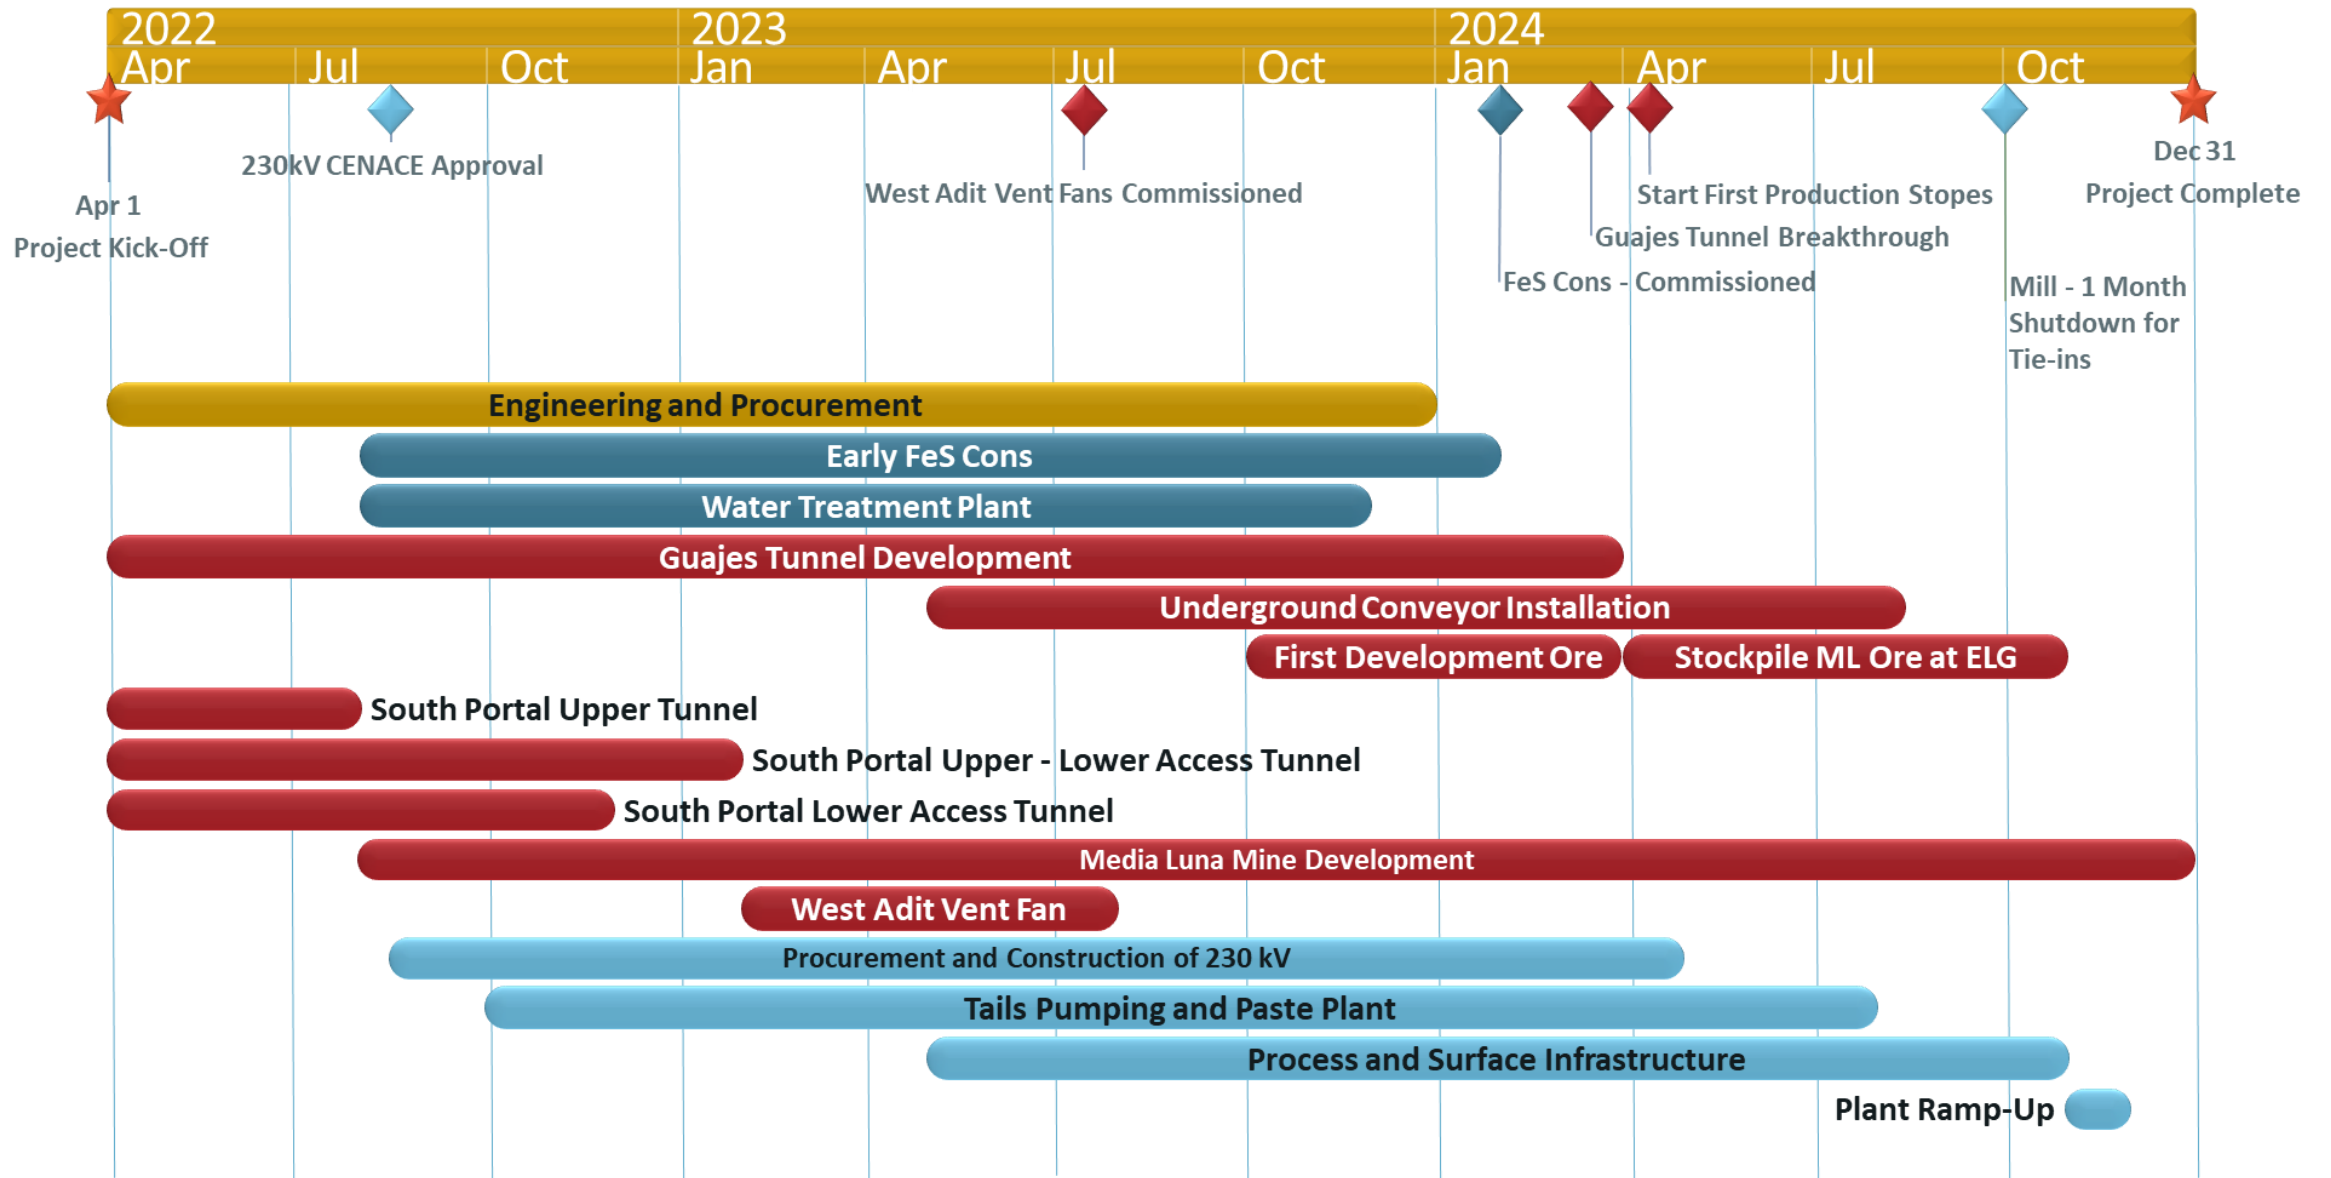 2022 2023 2024
Apr Jul Oct Jan Apr Jul Oct Jan Apr Jul Oct
230kV CENACE Approval
Apr 1
Project Kick-Off
West Adit Vent Fans Commissioned
Start First Production Stopes
Guajes Tunnel Breakthrough
FeS Cons - Commissioned
Mill - 1 Month
Shutdown for
Tie-ins
Dec 31
Project Complete
Engineering and Procurement
Early FeS Cons
Water Treatment Plant
Guajes Tunnel Development
Underground Conveyor Installation
First Development Ore
Stockpile ML Ore at ELG
South Portal Upper Tunnel
South Portal Upper - Lower Access Tunnel
South Portal Lower Access Tunnel
Media Luna Mine Development
West Adit Vent Fan
Procurement and Construction of 230 kV
Tails Pumping and Paste Plant
Process and Surface Infrastructure
Plant Ramp-Up